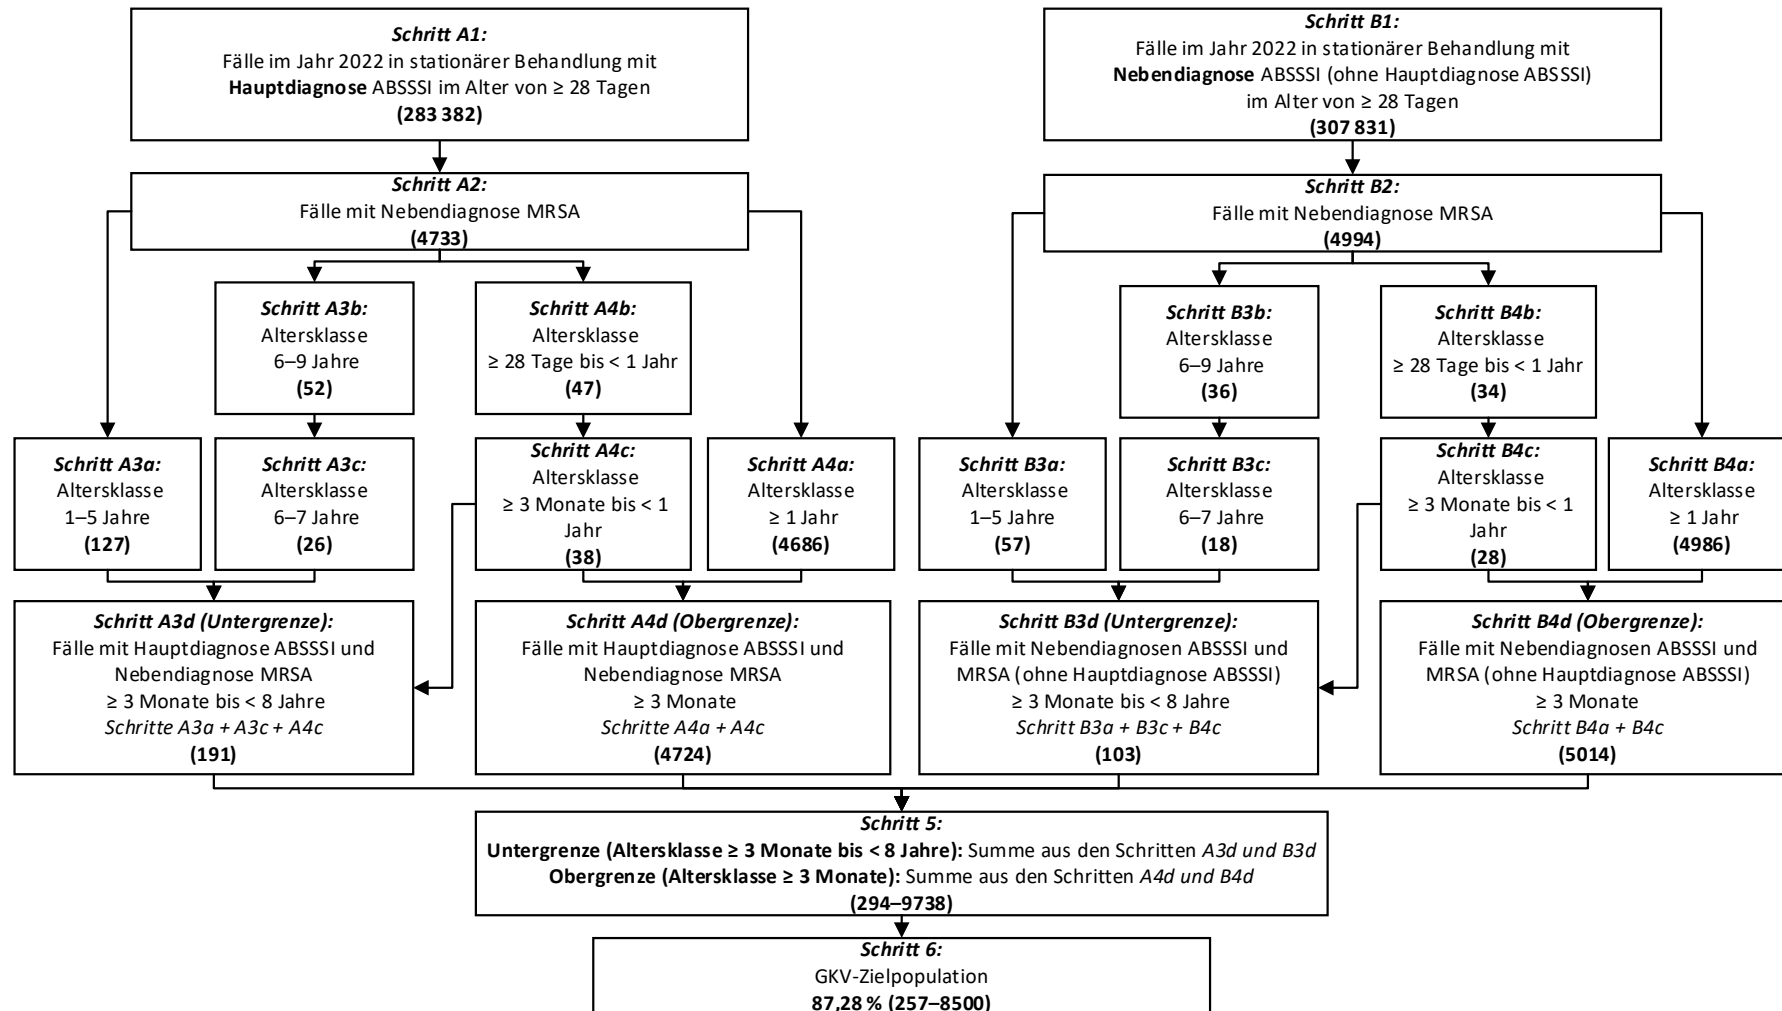 Schritt A1:
Fälle im Jahr 2022 in stationärer Behandlung mit
Hauptdiagnose ABSSSI im Alter von ≥ 28 Tagen
(283 382)
Schritt B1:
Fälle im Jahr 2022 in stationärer Behandlung mit
Nebendiagnose ABSSSI (ohne Hauptdiagnose ABSSSI)
im Alter von ≥ 28 Tagen
(307 831)
Schritt A2:
Fälle mit Nebendiagnose MRSA
(4733)
Schritt B2:
Fälle mit Nebendiagnose MRSA
(4994)
Schritt A3b:
Altersklasse
6–9 Jahre
(52)
Schritt A4b:
Altersklasse
≥ 28 Tage bis < 1 Jahr
(47)
Schritt B3b:
Altersklasse
6–9 Jahre
(36)
Schritt B4b:
Altersklasse
≥ 28 Tage bis < 1 Jahr
(34)
Schritt A3a:
Altersklasse
1–5 Jahre
(127)
Schritt A3c:
Altersklasse
6–7 Jahre
(26)
Schritt A4c:
Altersklasse
≥ 3 Monate bis < 1
Jahr
(38)
Schritt A4a:
Altersklasse
≥ 1 Jahr
(4686)
Schritt B3a:
Altersklasse
1–5 Jahre
(57)
Schritt B3c:
Altersklasse
6–7 Jahre
(18)
Schritt B4c:
Altersklasse
≥ 3 Monate bis < 1
Jahr
(28)
Schritt B4a:
Altersklasse
≥ 1 Jahr
(4986)
Schritt A3d (Untergrenze):
Fälle mit Hauptdiagnose ABSSSI und
Nebendiagnose MRSA
≥ 3 Monate bis < 8 Jahre
Schritte A3a + A3c + A4c
(191)
Schritt A4d (Obergrenze):
Fälle mit Hauptdiagnose ABSSSI und
Nebendiagnose MRSA
≥ 3 Monate
Schritte A4a + A4c
(4724)
Schritt B3d (Untergrenze):
Fälle mit Nebendiagnosen ABSSSI und
MRSA (ohne Hauptdiagnose ABSSSI)
≥ 3 Monate bis < 8 Jahre
Schritt B3a + B3c + B4c
(103)
Schritt B4d (Obergrenze):
Fälle mit Nebendiagnosen ABSSSI und
MRSA (ohne Hauptdiagnose ABSSSI)
≥ 3 Monate
Schritt B4a + B4c
(5014)
Schritt 5:
Untergrenze (Altersklasse ≥ 3 Monate bis < 8 Jahre): Summe aus den Schritten A3d und B3d
Obergrenze (Altersklasse ≥ 3 Monate): Summe aus den Schritten A4d und B4d
(294–9738)
Schritt 6:
GKV-Zielpopulation
87,28 % (257–8500)